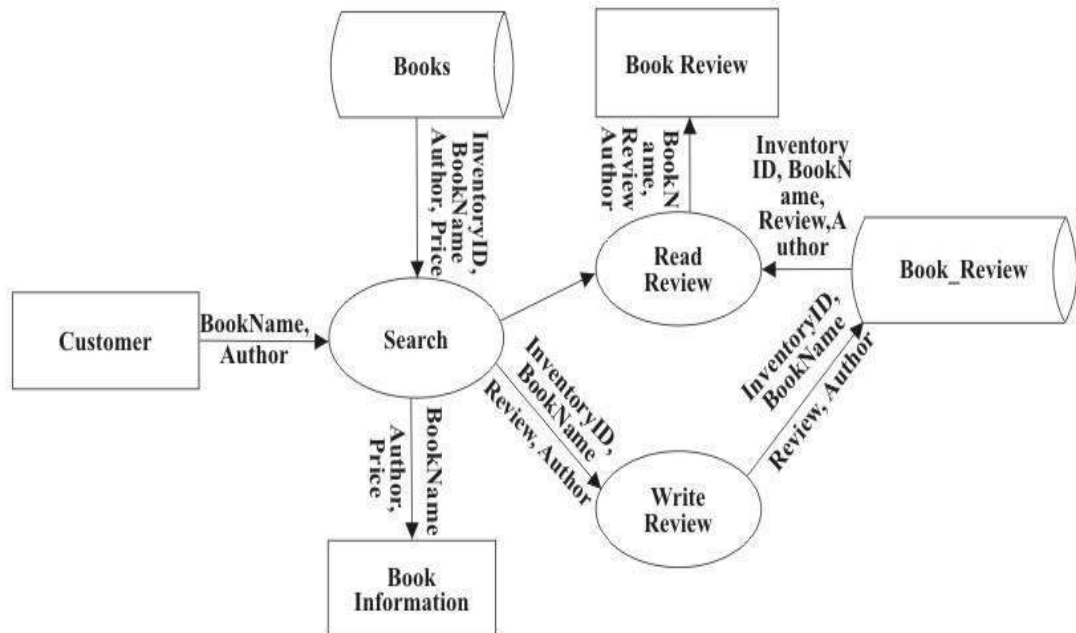 Books
Book Review
InventoryID,
BookName
Author, Price
BookN
ame,
Review
Author
Inventory
ID, BookN
ame,
Review,A
uthor
Read
Review
Book_Review
Customer
BookName,
Author
Search
InventoryID,
BookName
Review, Author
InventoryID,
BookName
Review, Author
BookName
Author,
Price
Write
Review
Book
Information